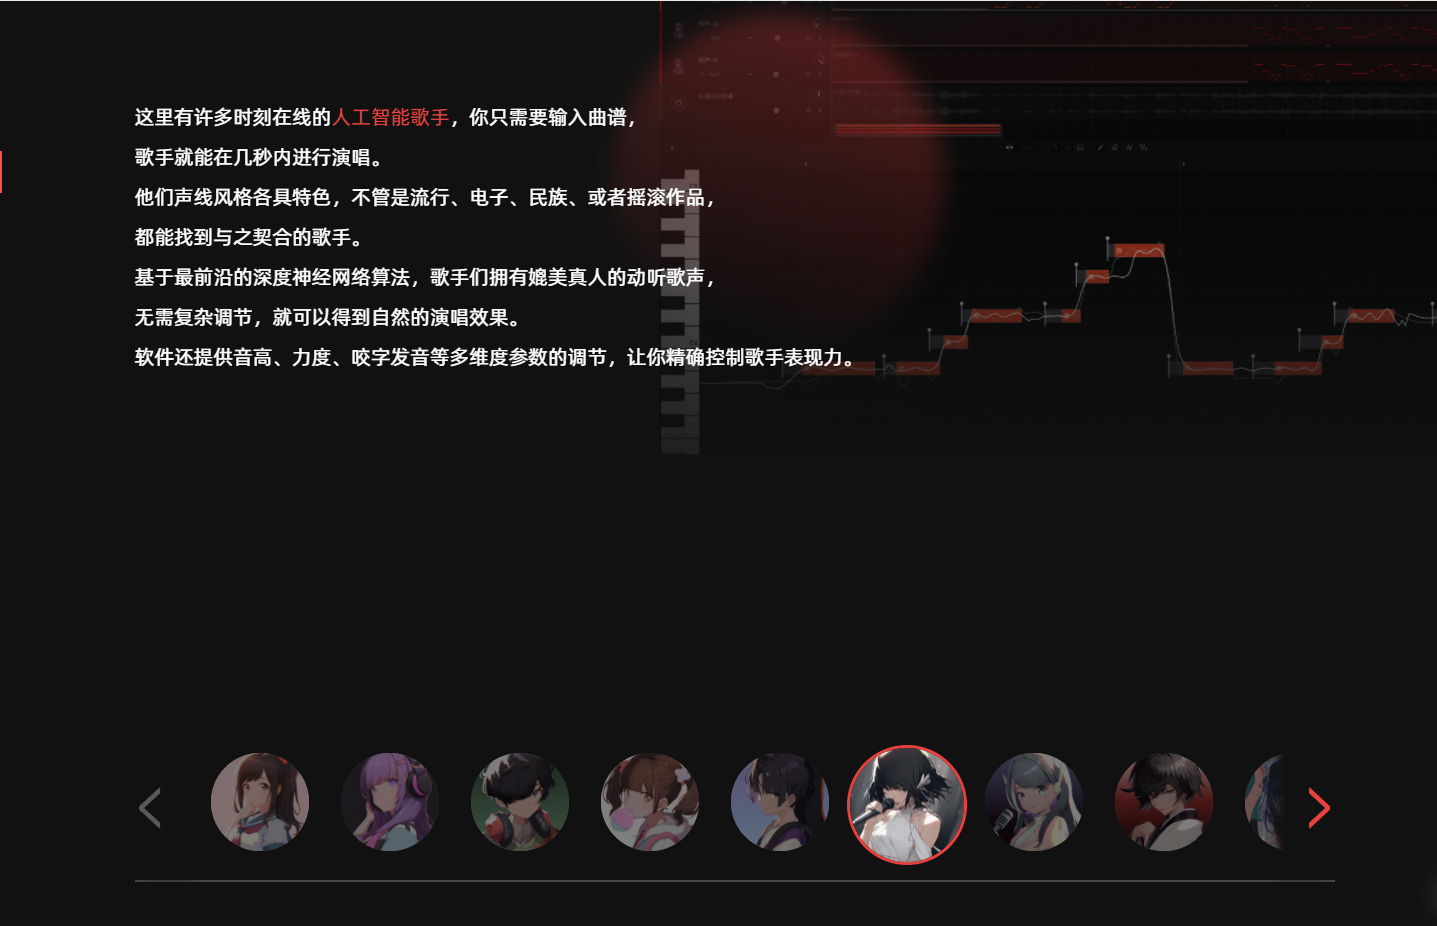 这里有许多时刻在线的人工智能歌手，你只需要输入曲谱，
歌手就能在几秒内进行演唱。
他们声线风格各具特色，不管是流行、电子、民族、或者摇滚作品，
都能找到与之契合的歌手。
基于最前沿的深度神经网络算法，歌手们拥有媲美真人的动听歌声，
无需复杂调节，就可以得到自然的演唱效果。
软件还提供音高、力度、咬字发音等多维度参数的调节，让你精确控制歌手表现力。